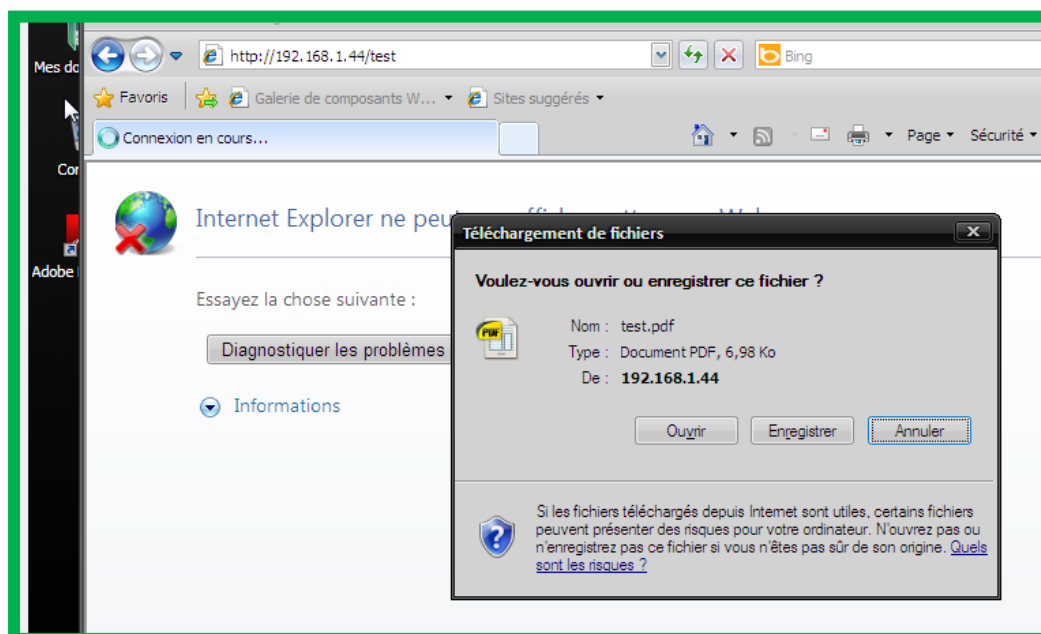 Mes do
http://192.168.1.44/test
Bing
Favoris
Galerie de composants W...
Sites suggérés
Connexion en cours...
Page
Sécurité
Cor
Internet Explorer ne peut
Téléchargement de fichiers
Adobe
Voulez-vous ouvrir ou enregistrer ce fichier ?
Essayez la chose suivante :
PDF
Nom : test.pdf
Diagnostiquer les problèmes
Type : Document PDF, 6,98 Ko
De : 192.168.1.44
Informations
Ouvrir
Enregistrer
Annuler
Si les fichiers téléchargés depuis Internet sont utiles, certains fichiers
peuvent présenter des risques pour votre ordinateur. N'ouvrez pas ou
n'enregistrez pas ce fichier si vous n'êtes pas sûr de son origine. Quels
sont les risques ?